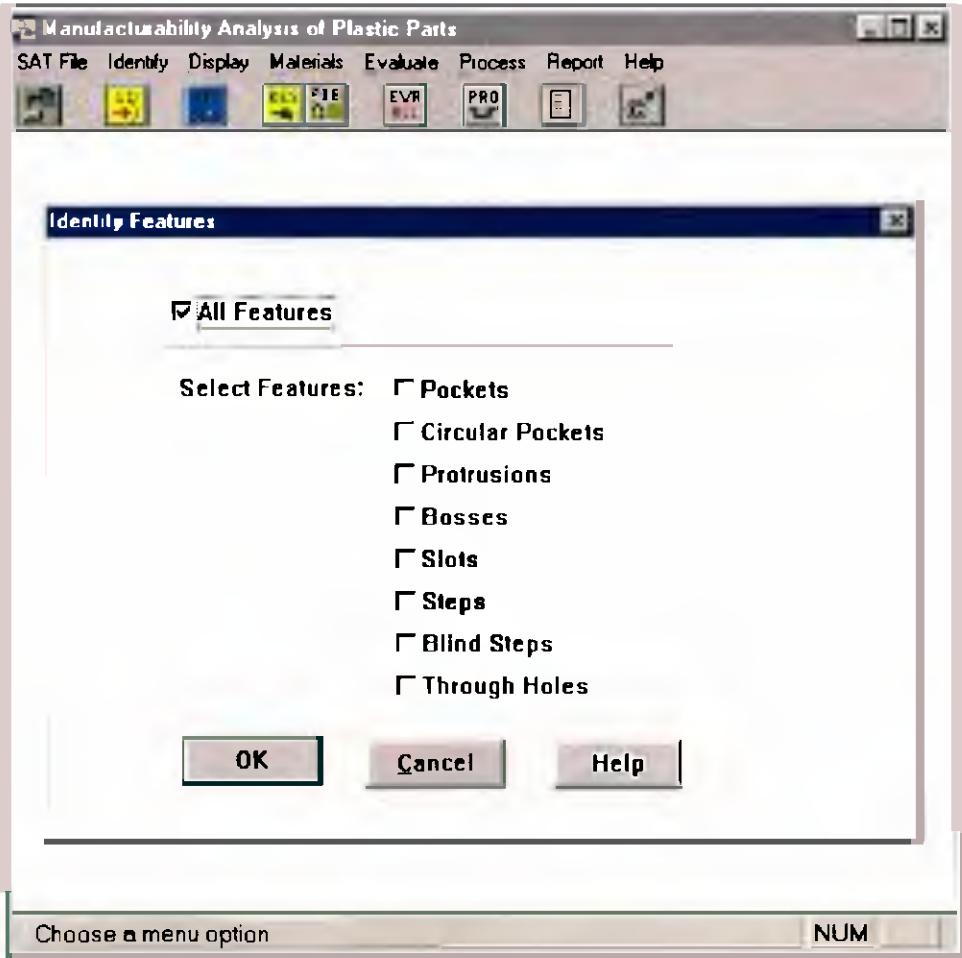 Manufacturability Analysis of Plastic Parts
SAT File Identify Display Materials Evaluate Process Report Help
PRO
Identify Features
All Features
Select Features: Pockets
Circular Pockets
Protrusions
Bosses
Slots
Steps
Blind Steps
Through Holes
OK Cancel Help
Choose a menu option NUM